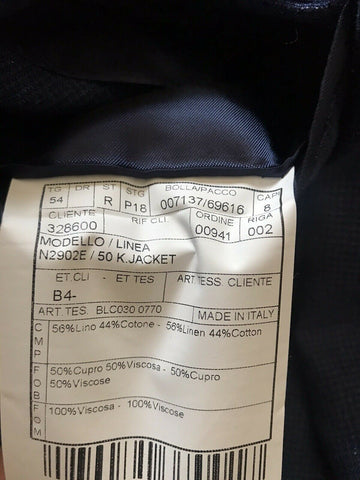 TG DR ST STG BOLLA/PACCO CAPI
54 R P18 007137/69616 8
CLIENTE RIF.CLI. ORDINE RIGA
328600 00941 002
MODELLO / LINEA
N2902E / 50 K.JACKET
ET.CLI - ET TES ART.TESS. CLIENTE
B4-
ART.TES. BLC030 0770 MADE IN ITALY
CMP 56%Lino 44%Cotone - 56%Linen 44%Cotton
FOB 50%Cupro 50%Viscosa - 50%Cupro
50%Viscose
FOM 100%Viscosa - 100%Viscose